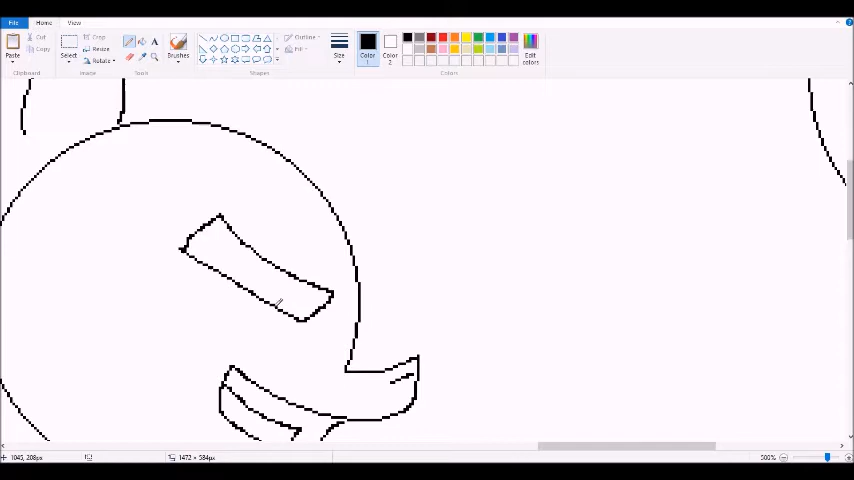 File Home View
Paste
Cut
Copy
Clipboard
Select
Crop
Resize
Rotate
Image
A
Tools
Brushes
Outline
Fill
Shapes
Size
Color
1
Color
2
Edit
colors
Colors
1045, 208px
1472 × 584px
500%